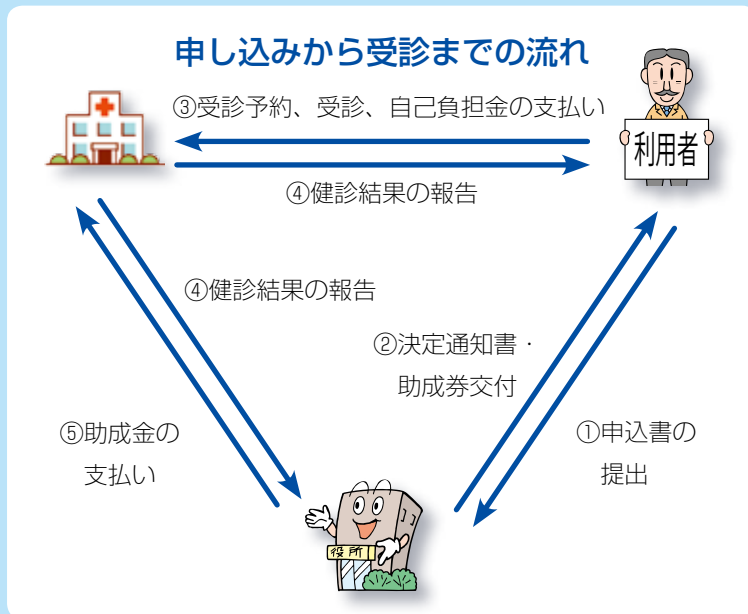 申し込みから受診までの流れ
③受診予約、受診、自己負担金の支払い
利用者
④健診結果の報告
④健診結果の報告
②決定通知書・
助成券交付
⑤助成金の
支払い
①申込書の
提出
役所